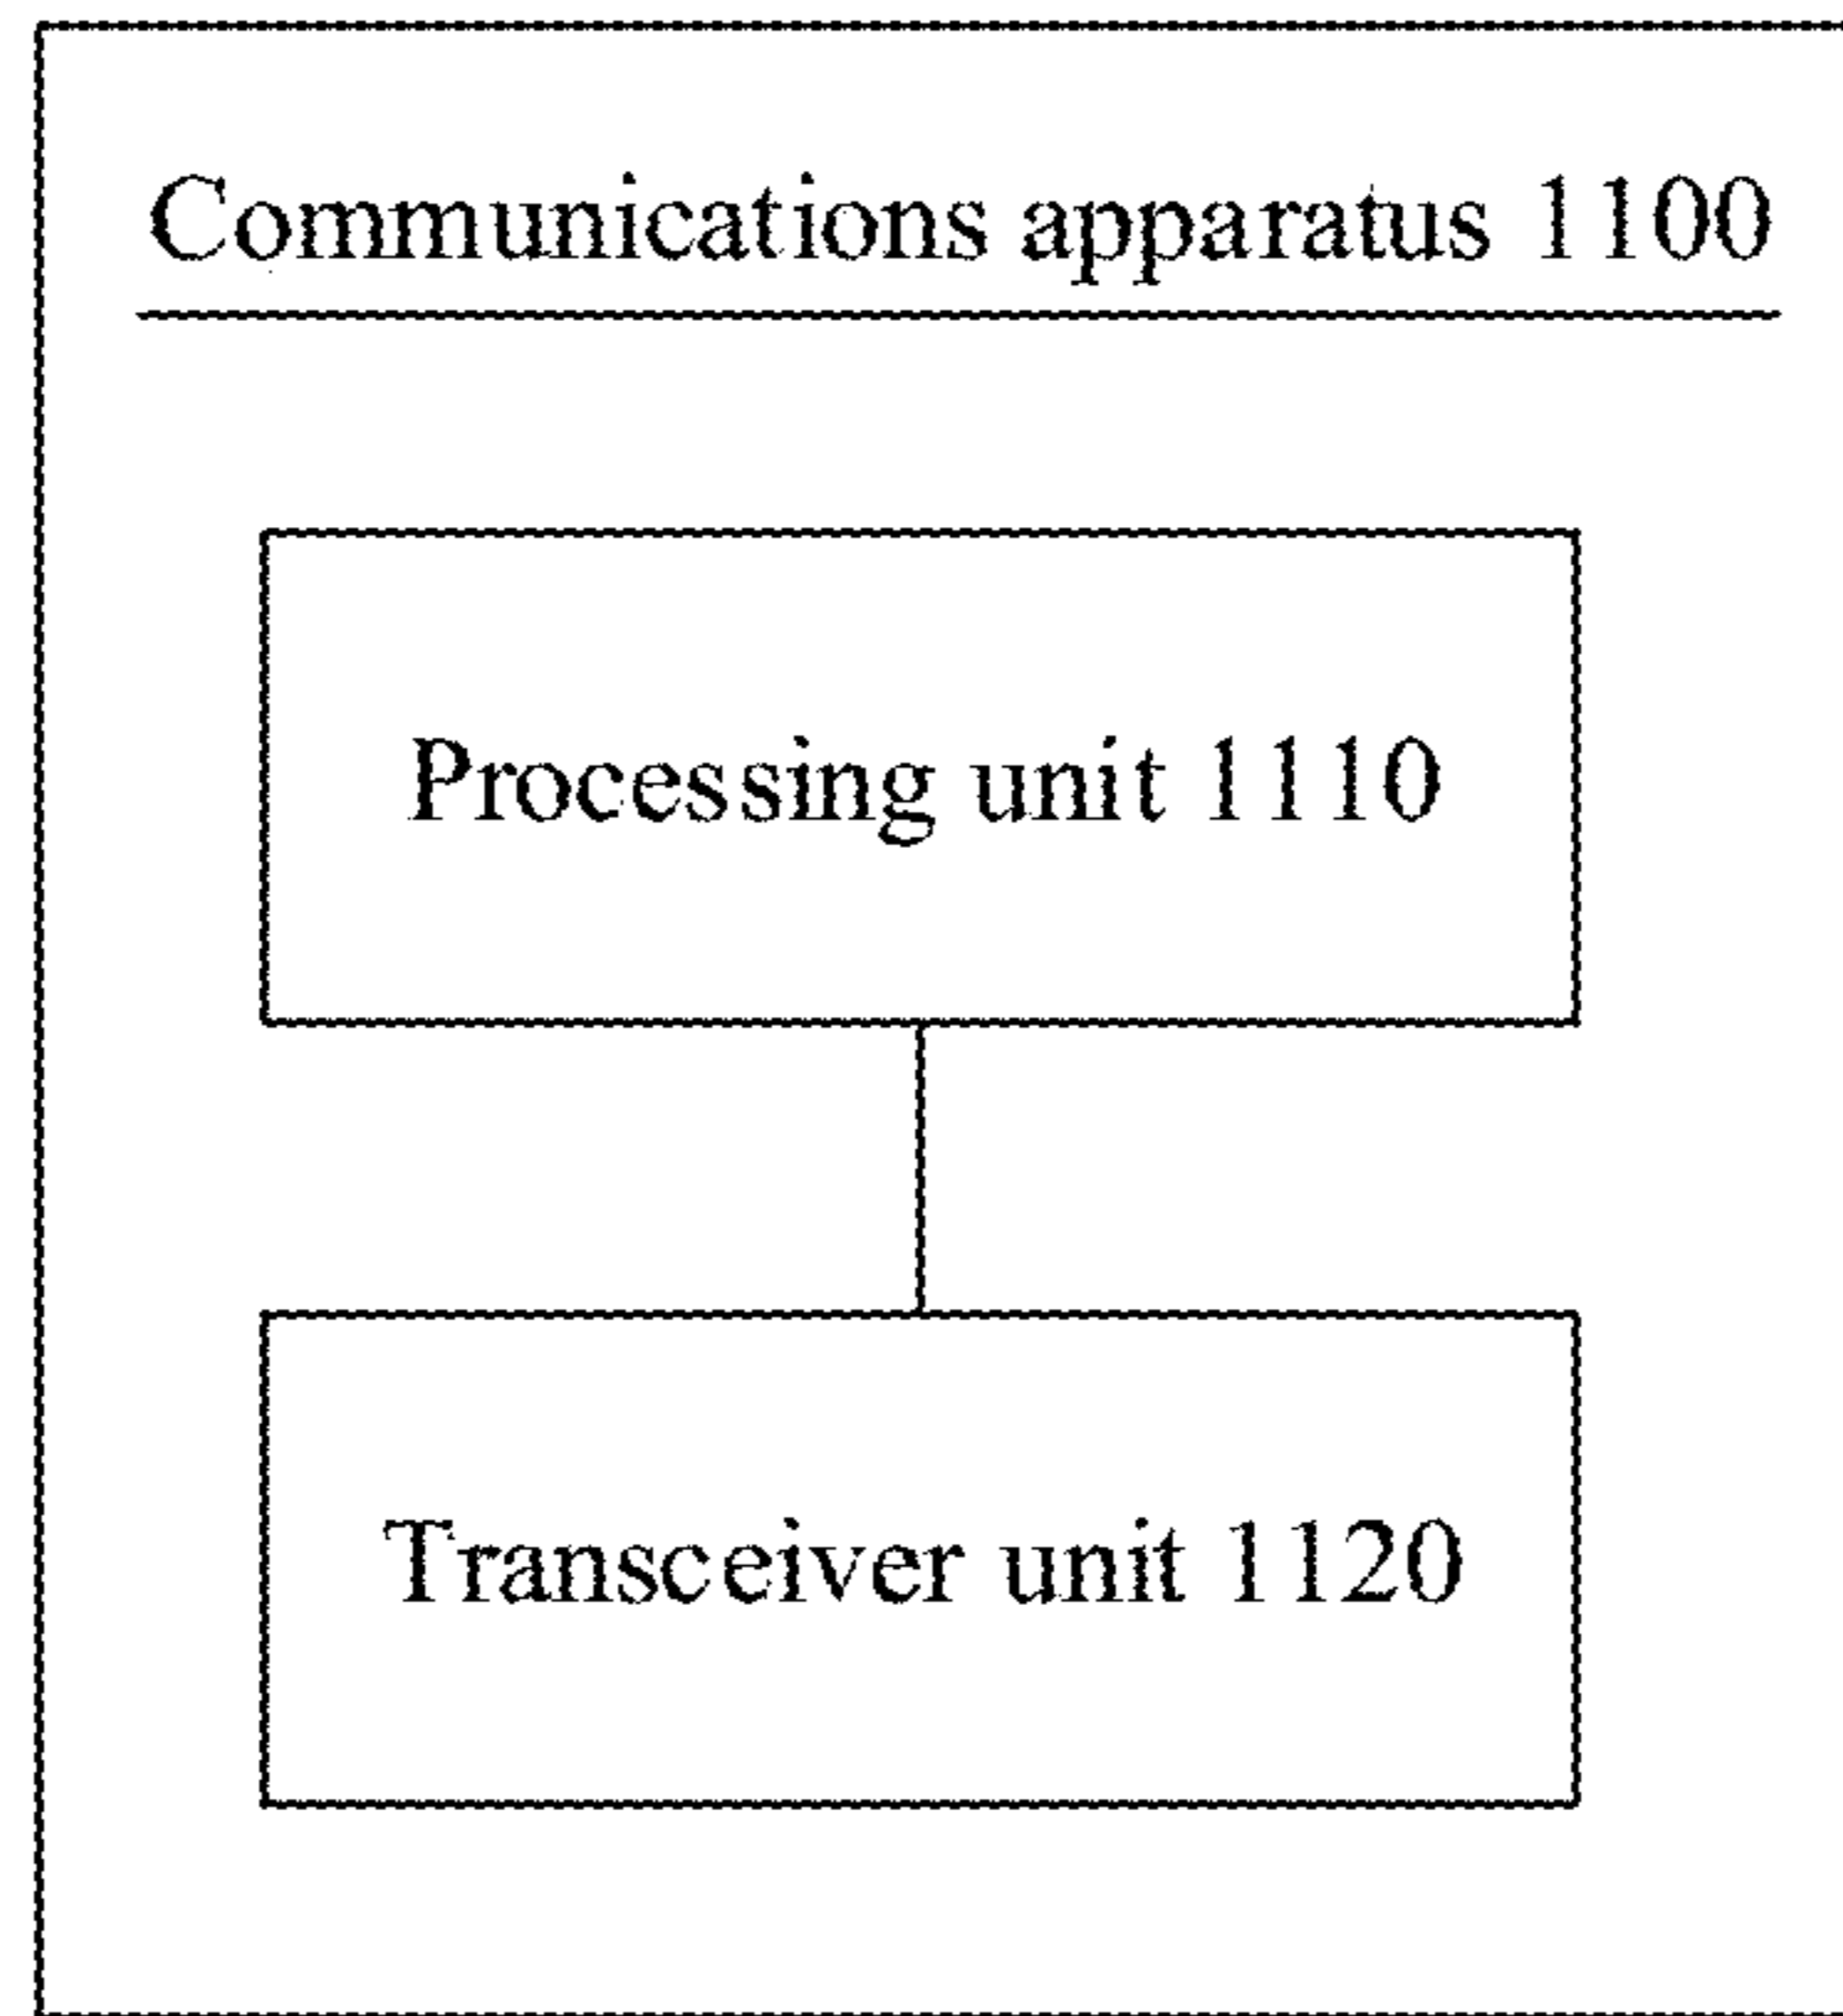 Communications apparatus 1100
Processing unit 1110
Transceiver unit 1120